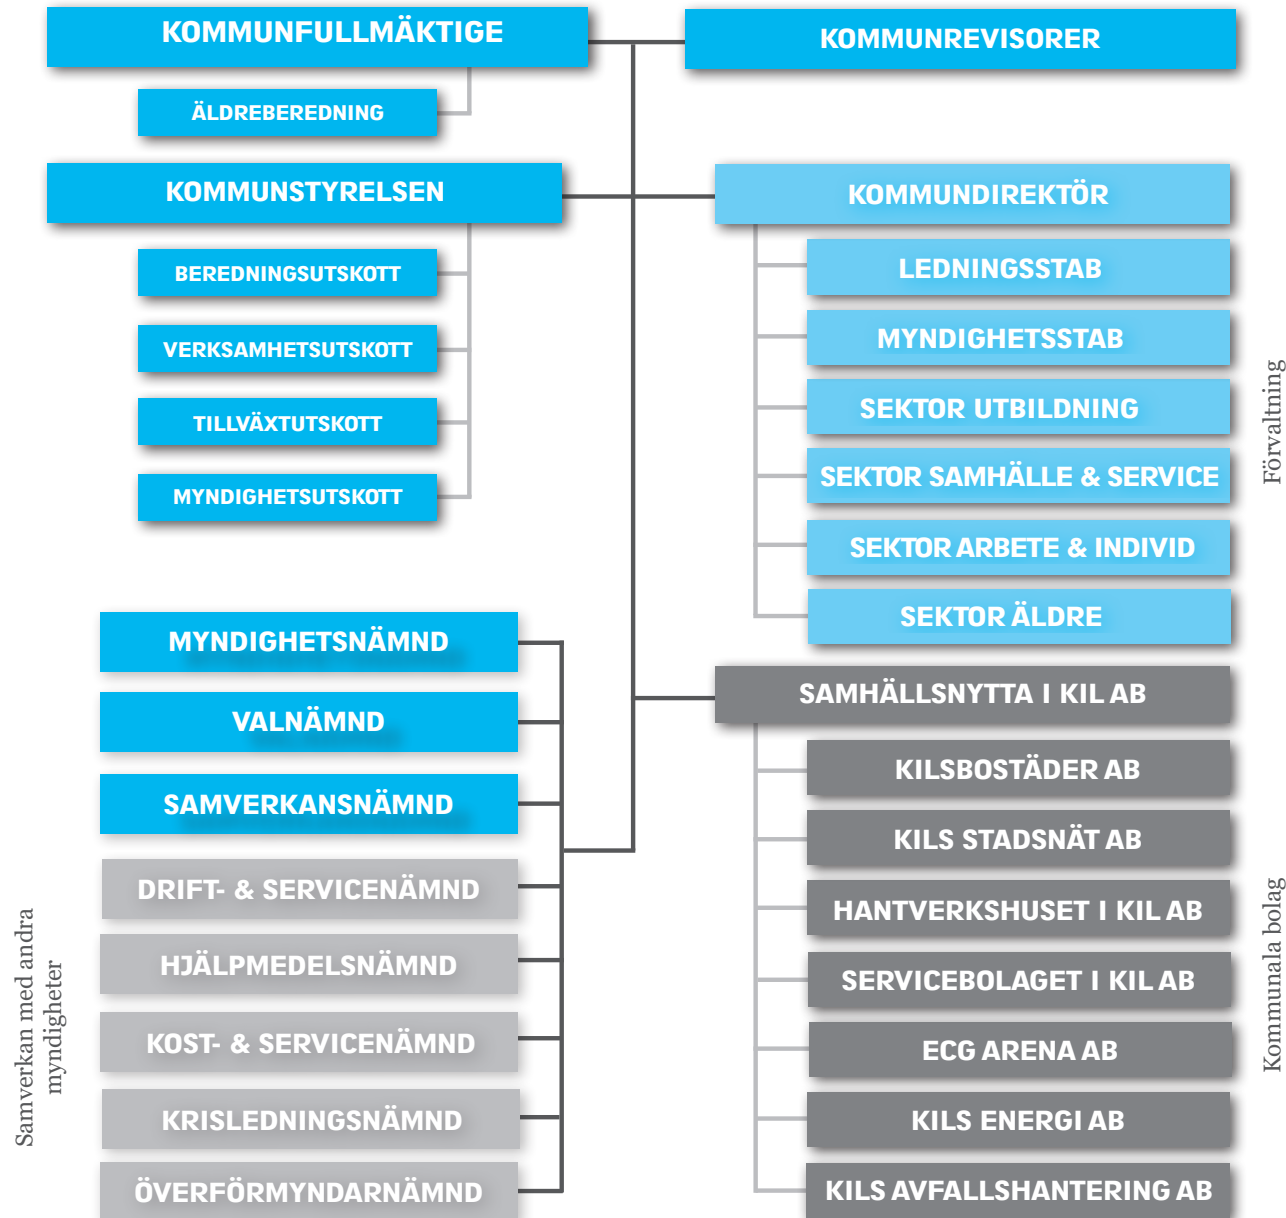 KOMMUNFULLMÄKTIGE
KOMMUNREVISORER
ÄLDREBEREDNING
KOMMUNSTYRELSEN
BEREDNINGSUTSKOTT
VERKSAMHETSUTSKOTT
TILLVÄXTUTSKOTT
MYNDIGHETSUTSKOTT
KOMMUNDIREKTÖR
LEDNINGSSTAB
MYNDIGHETSSTAB
SEKTOR UTBILDNING
SEKTOR SAMHÄLLE & SERVICE
SEKTOR ARBETE & INDIVID
SEKTOR ÄLDRE
Förvaltning
MYNDIGHETSNÄMND
VALNÄMND
SAMVERKANSNÄMND
DRIFT- & SERVICENÄMND
HJÄLPMEDELSNÄMND
KOST- & SERVICENÄMND
KRISLEDNINGSNÄMND
ÖVERFÖRMYNDARNÄMND
Samverkan med andra
myndigheter
SAMHÄLLSNYTTA I KIL AB
KILSBOSTÄDER AB
KILS STADSNÄT AB
HANTVERKSHUSET I KIL AB
SERVICEBOLAGET I KIL AB
ECG ARENA AB
KILS ENERGI AB
KILS AVFALLSHANTERING AB
Kommunala bolag